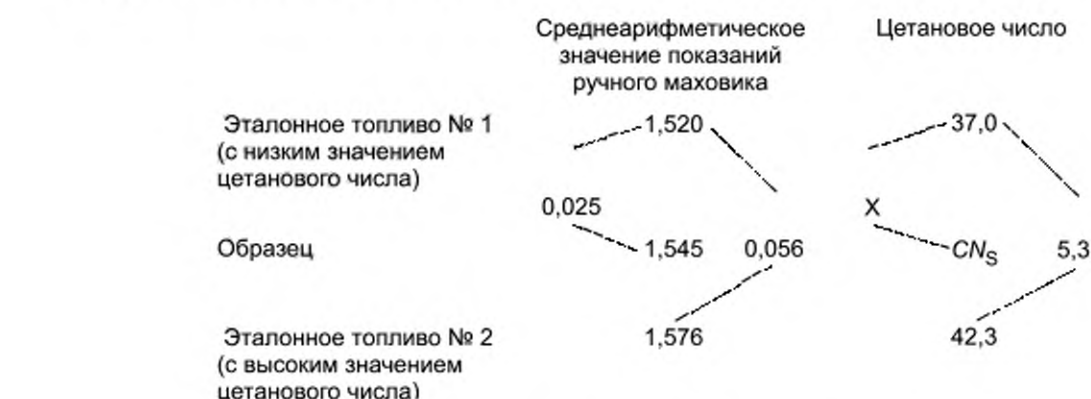 Среднеарифметическое
значение показаний
ручного маховика
Цетановое число
Эталонное топливо № 1
(с низким значением
цетанового числа)
1,520
37,0
0,025
X
Образец
1,545
0,056
CNS
5,3
Эталонное топливо № 2
(с высоким значением
цетанового числа)
1,576
42,3